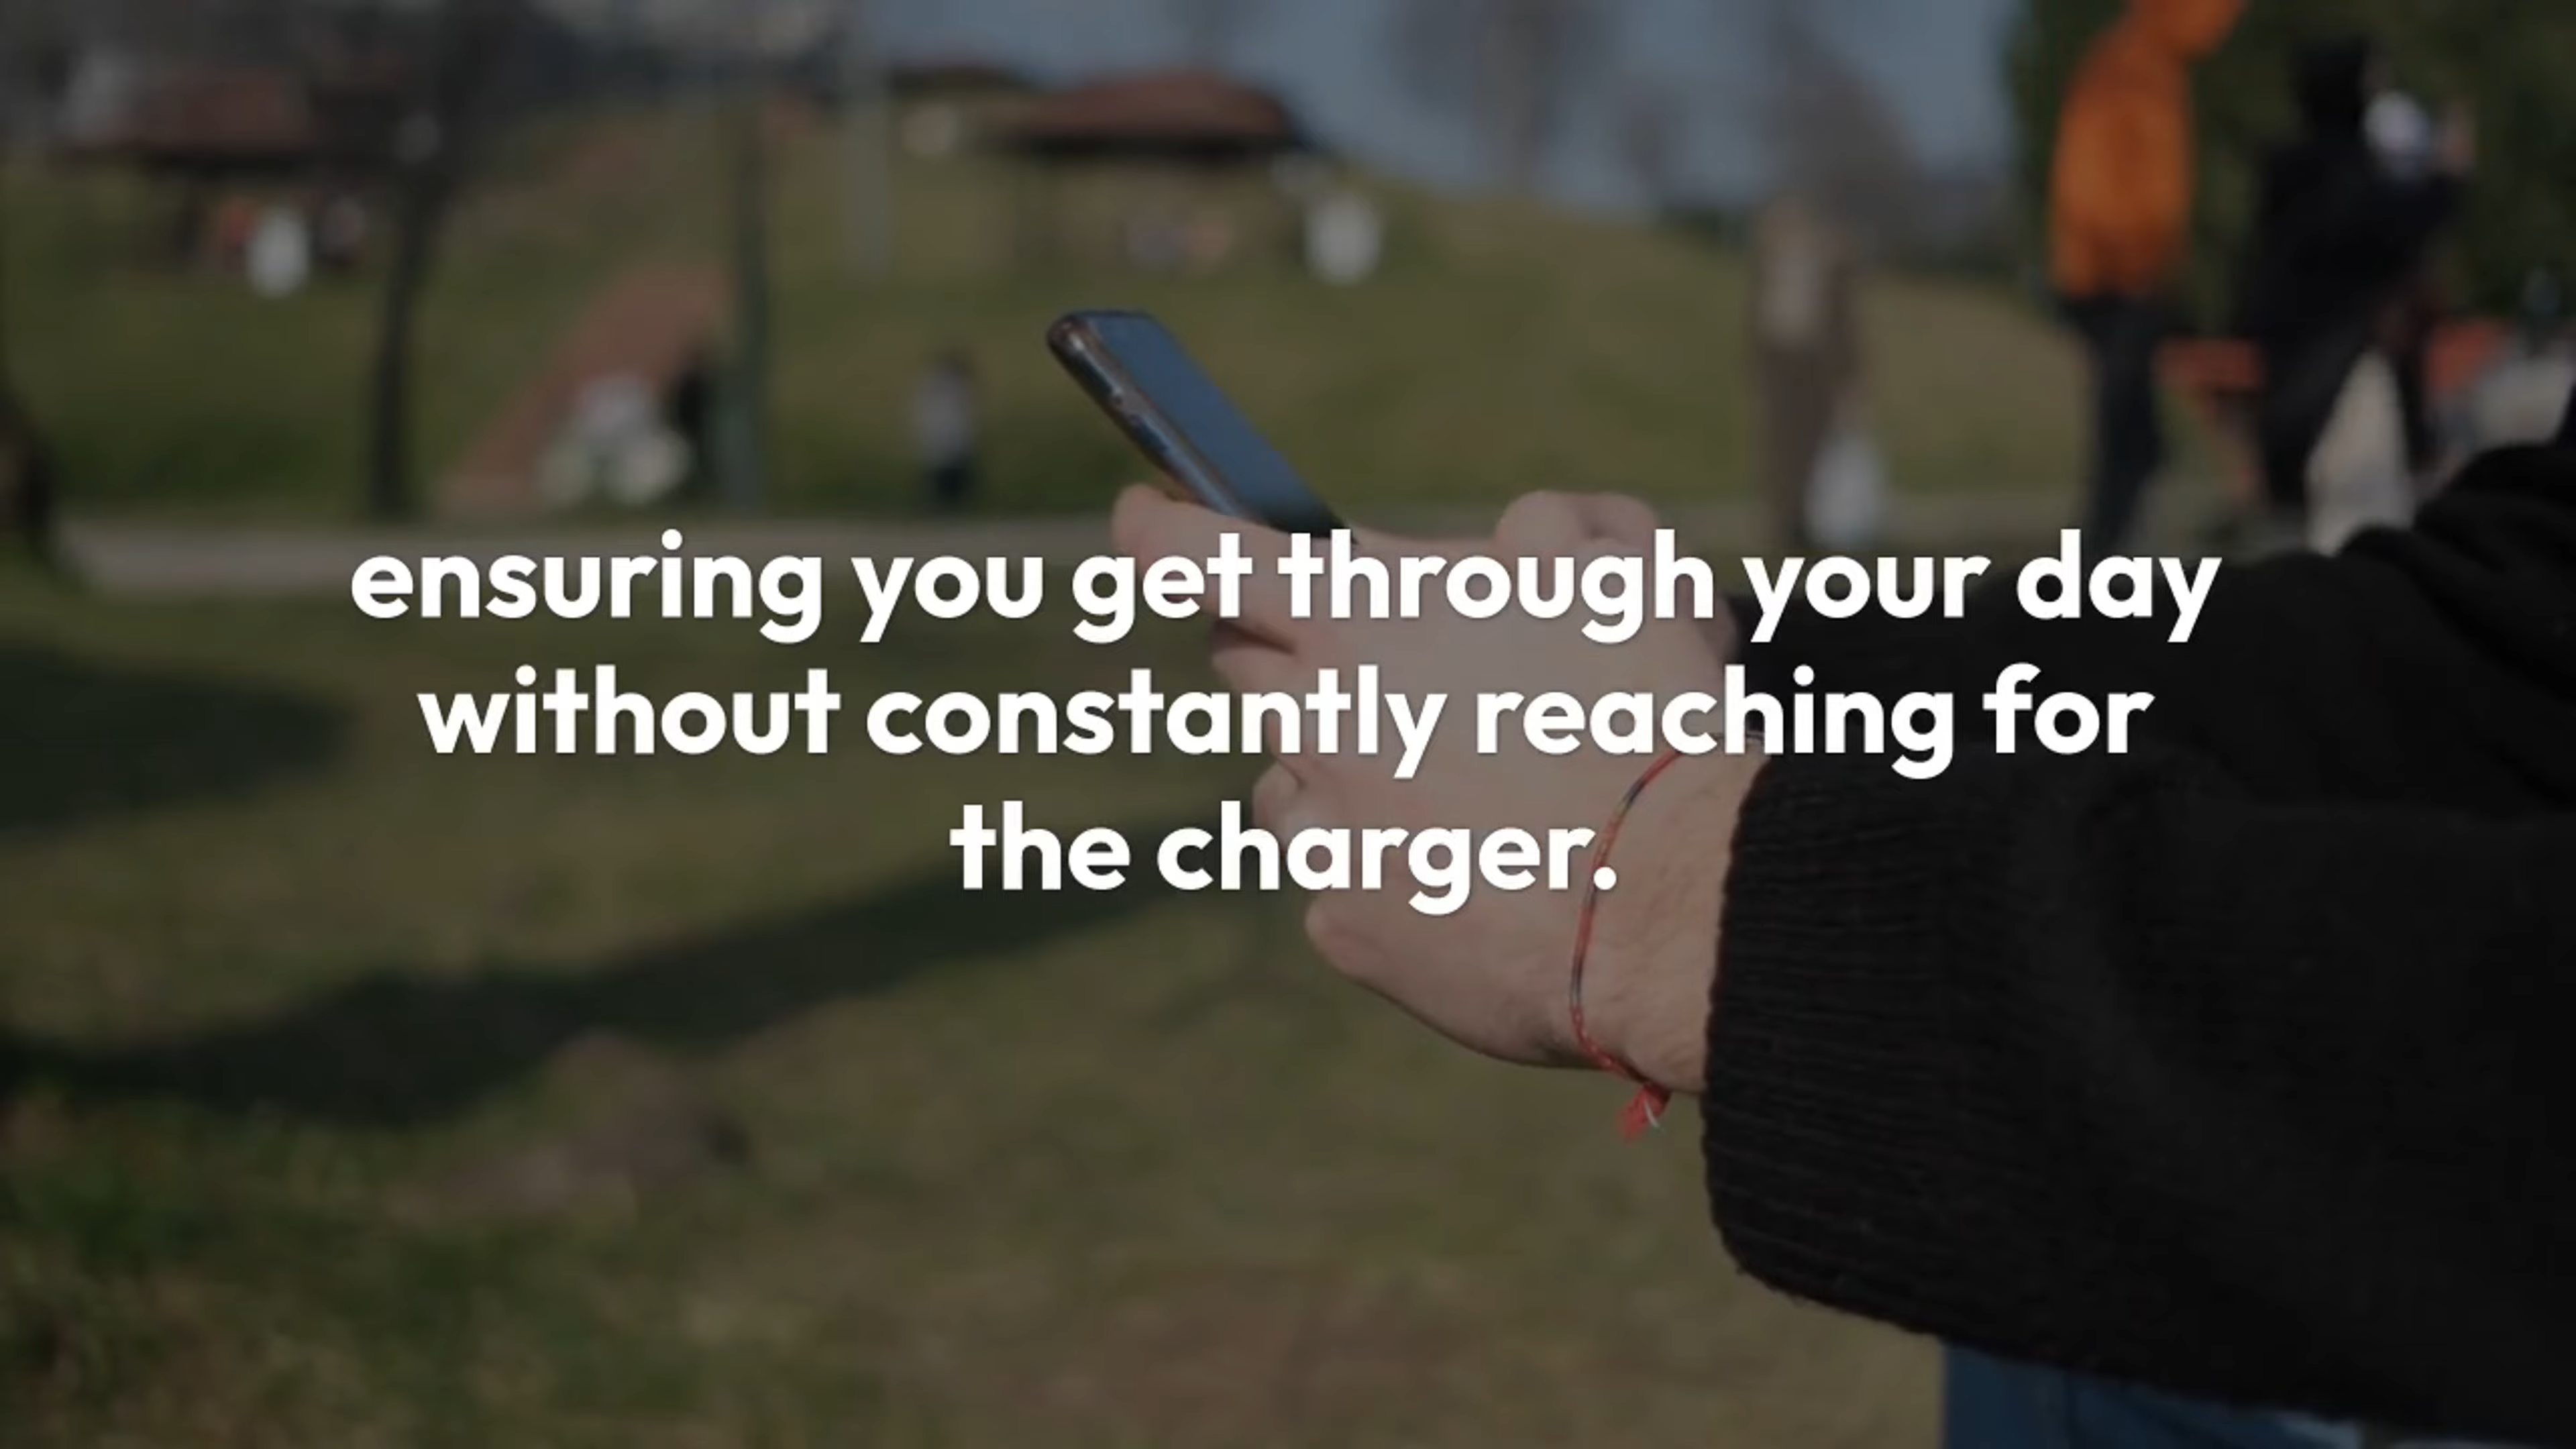 ensuring you get through your day
without constantly reaching for
the charger.